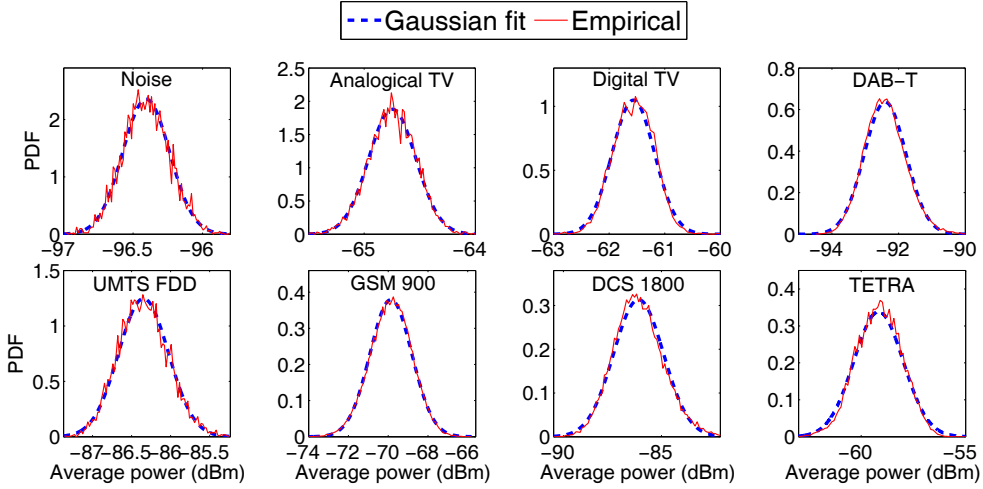 Gaussian fit Empirical
Noise Analogical TV Digital TV DAB−T
PDF
2
1
0
−97 −96.5 −96
2.5
2
1.5
1
0.5
0
−65 −64
1
0.5
0
−63 −62 −61 −60
0.8
0.6
0.4
0.2
0
−94 −92 −90
UMTS FDD GSM 900 DCS 1800 TETRA
PDF
1.5
1
0.5
0
−87 −86.5 −86 −85.5
Average power (dBm)
0.4
0.3
0.2
0.1
0
−74 −72 −70 −68 −66
Average power (dBm)
0.3
0.2
0.1
0
−90 −85
Average power (dBm)
0.4
0.3
0.2
0.1
0
−60 −55
Average power (dBm)